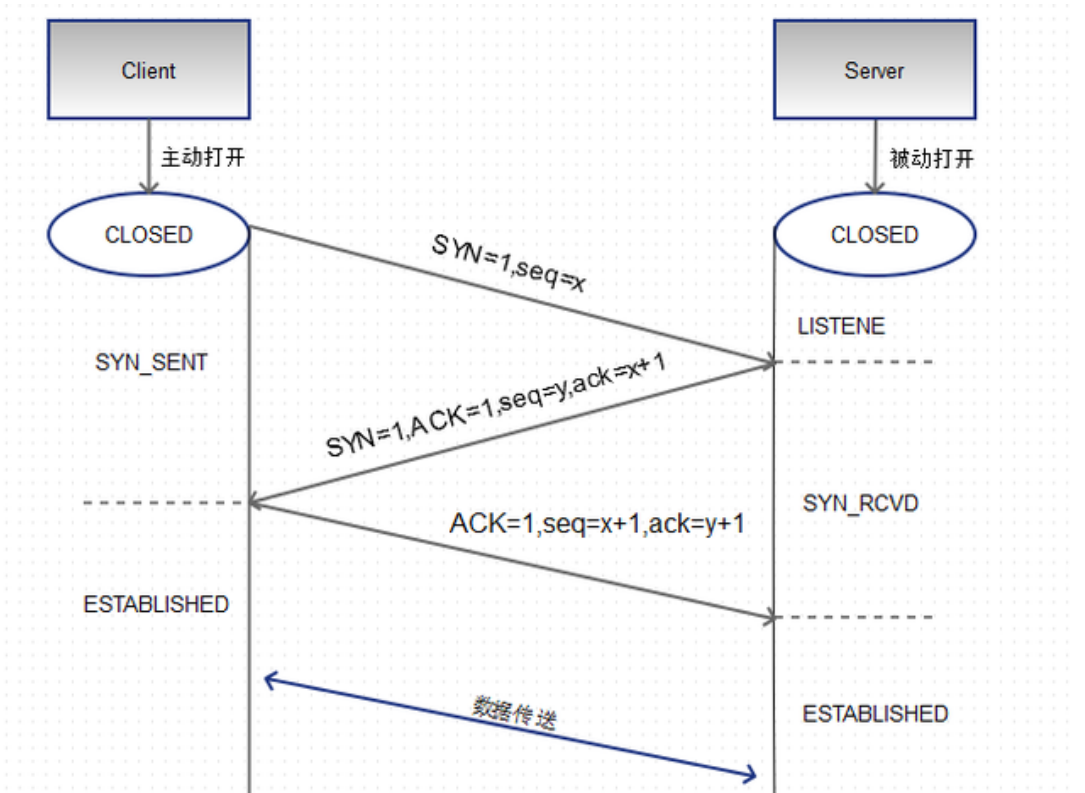 Client
Server
主动打开
被动打开
CLOSED
CLOSED
SYN=1,seq=x
LISTENE
SYN_SENT
SYN=1,ACK=1,seq=y,ack=x+1
SYN_RCVD
ACK=1,seq=x+1,ack=y+1
ESTABLISHED
数据传送
ESTABLISHED